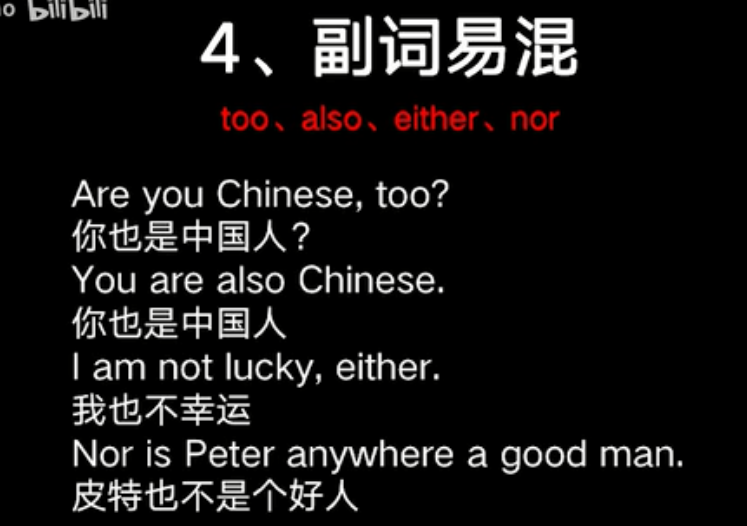 o bilibili
4、副词易混
too、also、either、nor
Are you Chinese, too?
你也是中国人?
You are also Chinese.
你也是中国人
I am not lucky, either.
我也不幸运
Nor is Peter anywhere a good man.
皮特也不是个好人